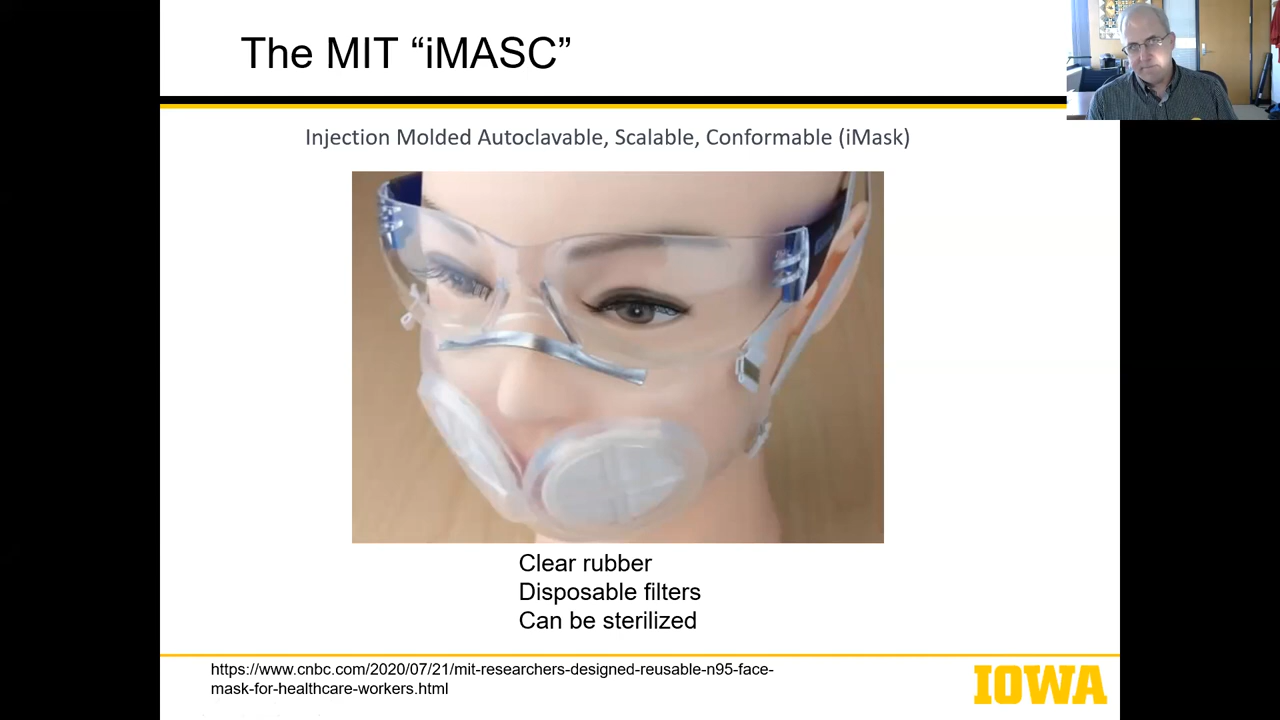 The MIT “iMASC”
Injection Molded Autoclavable, Scalable, Conformable (iMask)
Clear rubber
Disposable filters
Can be sterilized
https://www.cnbc.com/2020/07/21/mit-researchers-designed-reusable-n95-face-
mask-for-healthcare-workers.html
IOWA